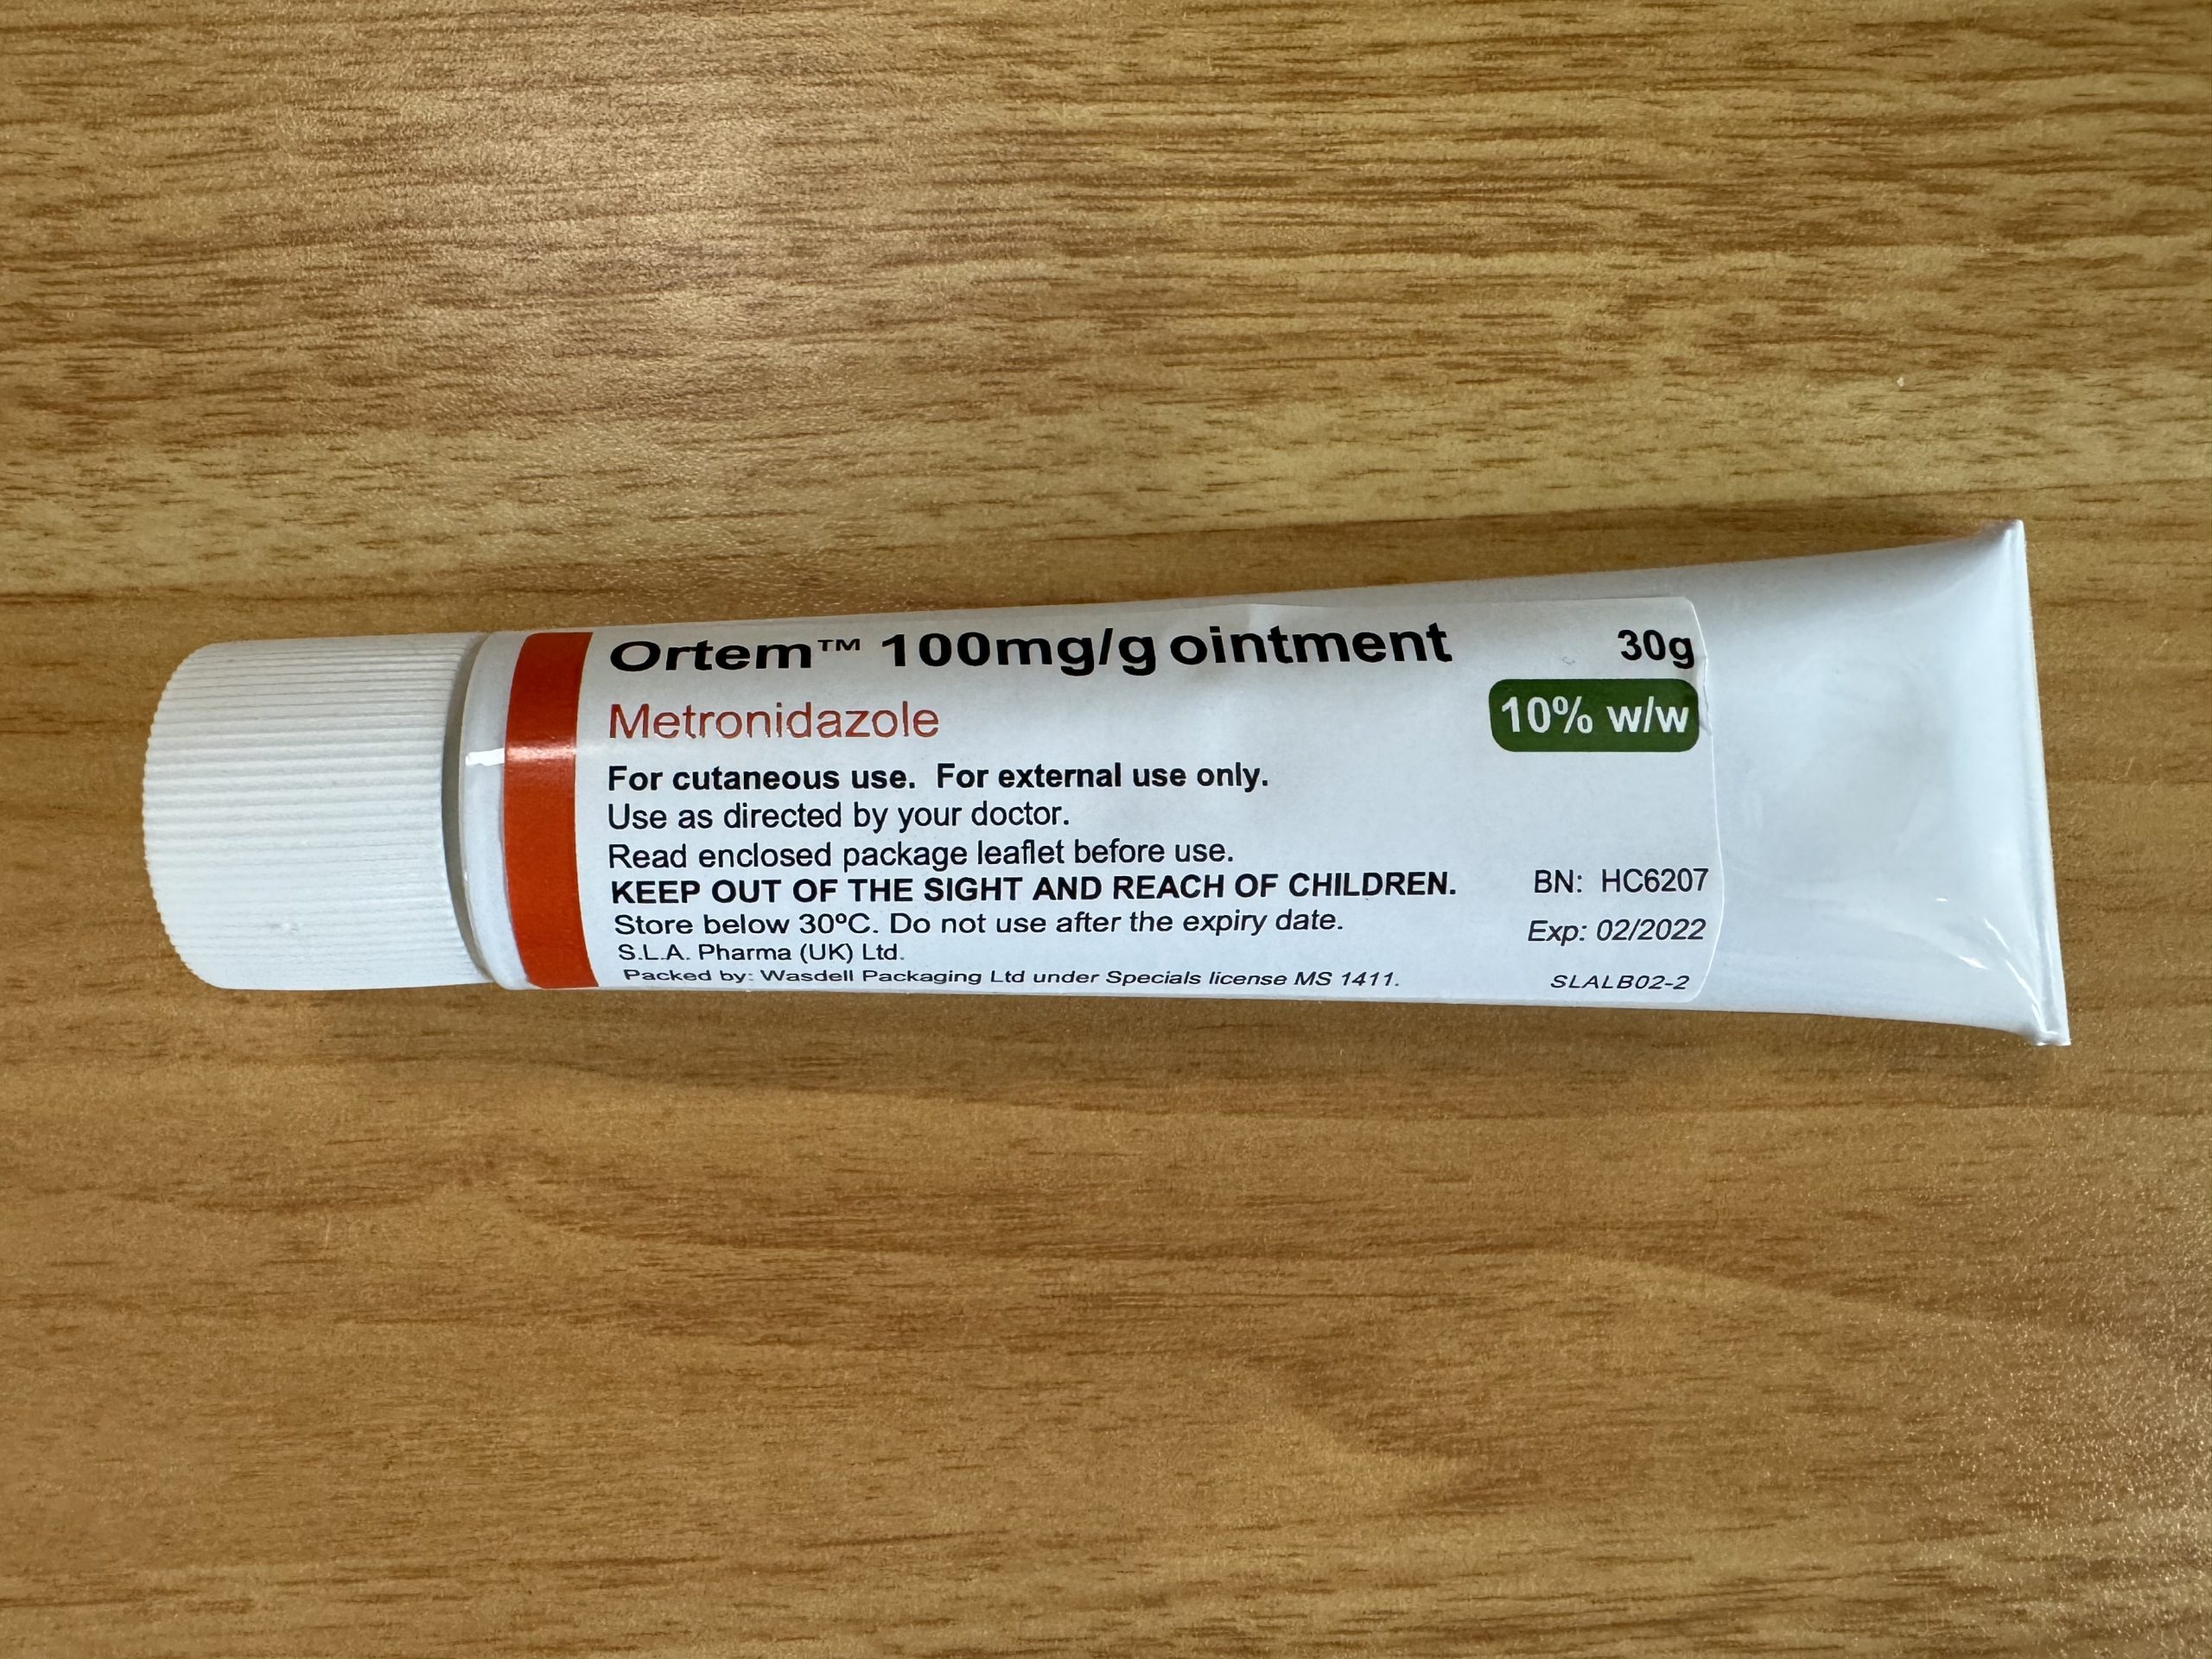 Ortem™ 100mg/g ointment 30g
Metronidazole 10% w/w
For cutaneous use. For external use only.
Use as directed by your doctor.
Read enclosed package leaflet before use.
KEEP OUT OF THE SIGHT AND REACH OF CHILDREN. BN: HC6207
Store below 30ºC. Do not use after the expiry date. Exp: 02/2022
S.L.A. Pharma (UK) Ltd.
Packed by: Wasdell Packaging Ltd under Specials license MS 1411. SLALB02-2